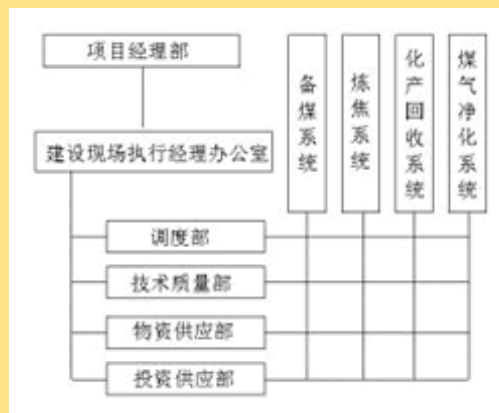 项目经理部
建设现场执行经理办公室
调度部
技术质量部
物资供应部
投资供应部
备煤系统
炼焦系统
化产回收系统
煤气净化系统